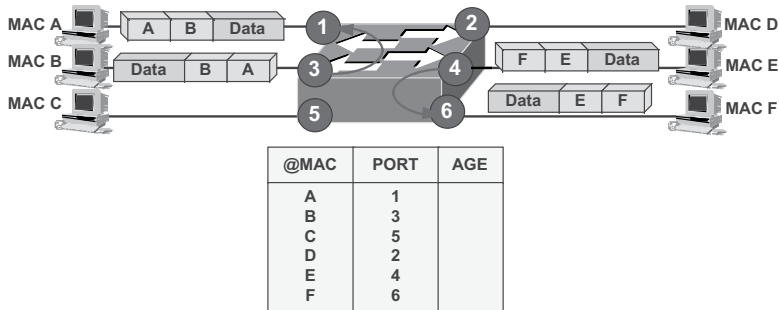 MAC A
A B Data
1
2
MAC D
MAC B
Data B A
3
4
F E Data
MAC E
MAC C
5
6
Data E F
MAC F
@MAC PORT AGE
A 1
B 3
C 5
D 2
E 4
F 6